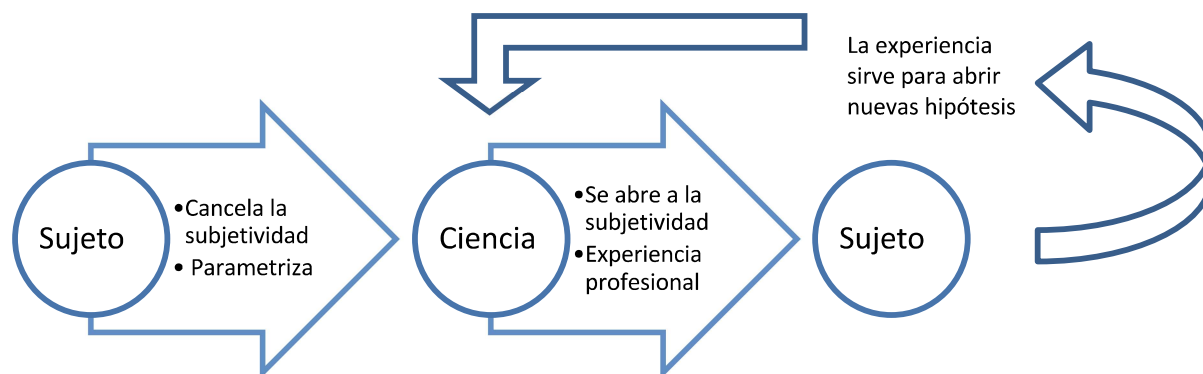 La experiencia
sirve para abrir
nuevas hipótesis
Sujeto
•Cancela la
subjetividad
• Parametriza
Ciencia
•Se abre a la
subjetividad
•Experiencia
profesional
Sujeto